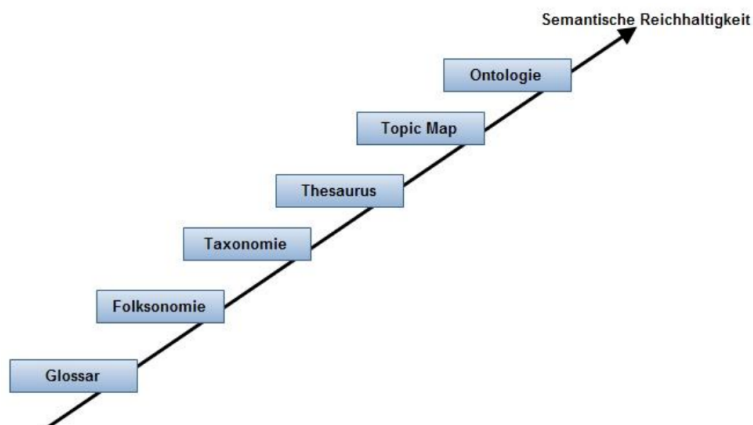 Semantische Reichhaltigkeit
Ontologie
Topic Map
Thesaurus
Taxonomie
Folksonomie
Glossar